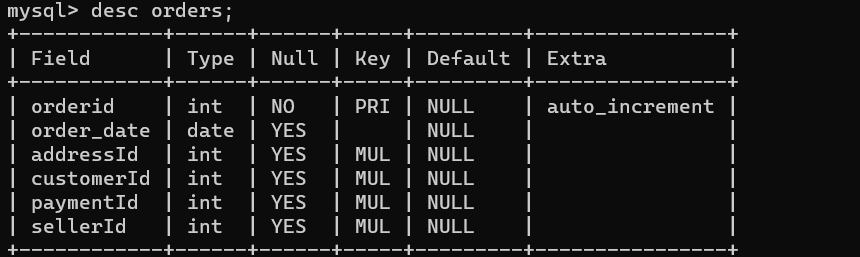 mysql> desc orders;
+------------+------+------+-----+---------+----------------+
| Field      | Type | Null | Key | Default | Extra          |
+------------+------+------+-----+---------+----------------+
| orderid    | int  | NO   | PRI | NULL    | auto_increment |
| order_date | date | YES  |     | NULL    |                |
| addressId  | int  | YES  | MUL | NULL    |                |
| customerId | int  | YES  | MUL | NULL    |                |
| paymentId  | int  | YES  | MUL | NULL    |                |
| sellerId   | int  | YES  | MUL | NULL    |                |
+------------+------+------+-----+---------+----------------+